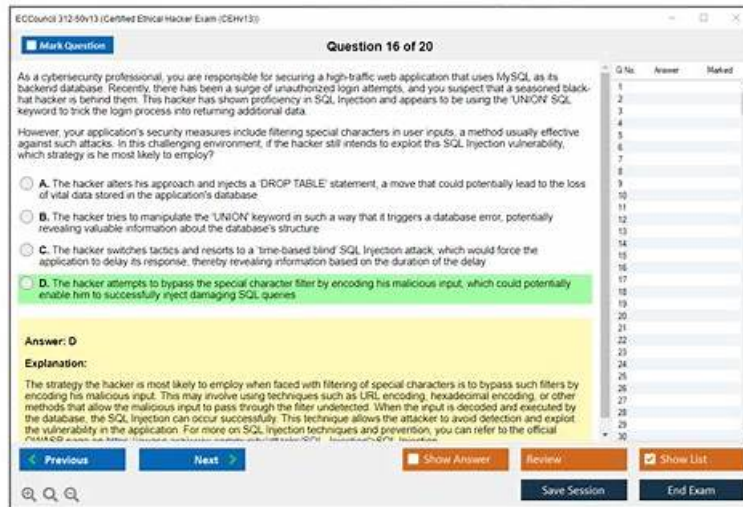 ECCouncil 312-50v13 (Certified Ethical Hacker Exam (CEHv13))
Mark Question
Question 16 of 20
As a cybersecurity professional, you are responsible for securing a high-traffic web application that uses MySQL as its
backend database. Recently, there has been a surge of unauthorized login attempts, and you suspect that a seasoned black-
hat hacker is behind them. This hacker has shown proficiency in SQL Injection and appears to be using the 'UNION' SQL
keyword to trick the login process into returning additional data.
However, your application's security measures include filtering special characters in user inputs, a method usually effective
against such attacks. In this challenging environment, if the hacker still intends to exploit this SQL Injection vulnerability,
which strategy is he most likely to employ?
A. The hacker alters his approach and injects a 'DROP TABLE' statement, a move that could potentially lead to the loss
of vital data stored in the application's database
B. The hacker tries to manipulate the 'UNION' keyword in such a way that it triggers a database error, potentially
revealing valuable information about the database's structure
C. The hacker switches tactics and resorts to a 'time-based blind' SQL Injection attack, which would force the
application to delay its response, thereby revealing information based on the duration of the delay
D. The hacker attempts to bypass the special character filter by encoding his malicious input, which could potentially
enable him to successfully inject damaging SQL queries
Answer: D
Explanation:
The strategy the hacker is most likely to employ when faced with filtering of special characters is to bypass such filters by
encoding his malicious input. This may involve using techniques such as URL encoding, hexadecimal encoding, or other
methods that allow the malicious input to pass through the filter undetected. When the input is decoded and executed by
the database, the SQL Injection can occur successfully. This technique allows the attacker to avoid detection and exploit
the vulnerability in the application. For more on SQL Injection techniques and prevention, you can refer to the official
Q No. Answer Marked
1
2
3
4
5
6
7
8
9
10
11
12
13
14
15
16
17
18
19
20
21
22
23
24
25
26
27
28
29
30
Previous Next Show Answer Review Show List
Save Session End Exam